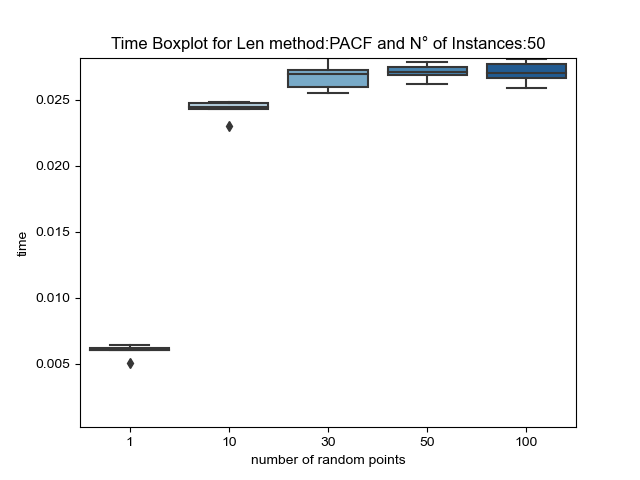 Time Boxplot for Len method:PACF and N° of Instances:50
0.025
0.020
0.015
0.010
0.005
time
1 10 30 50 100
number of random points